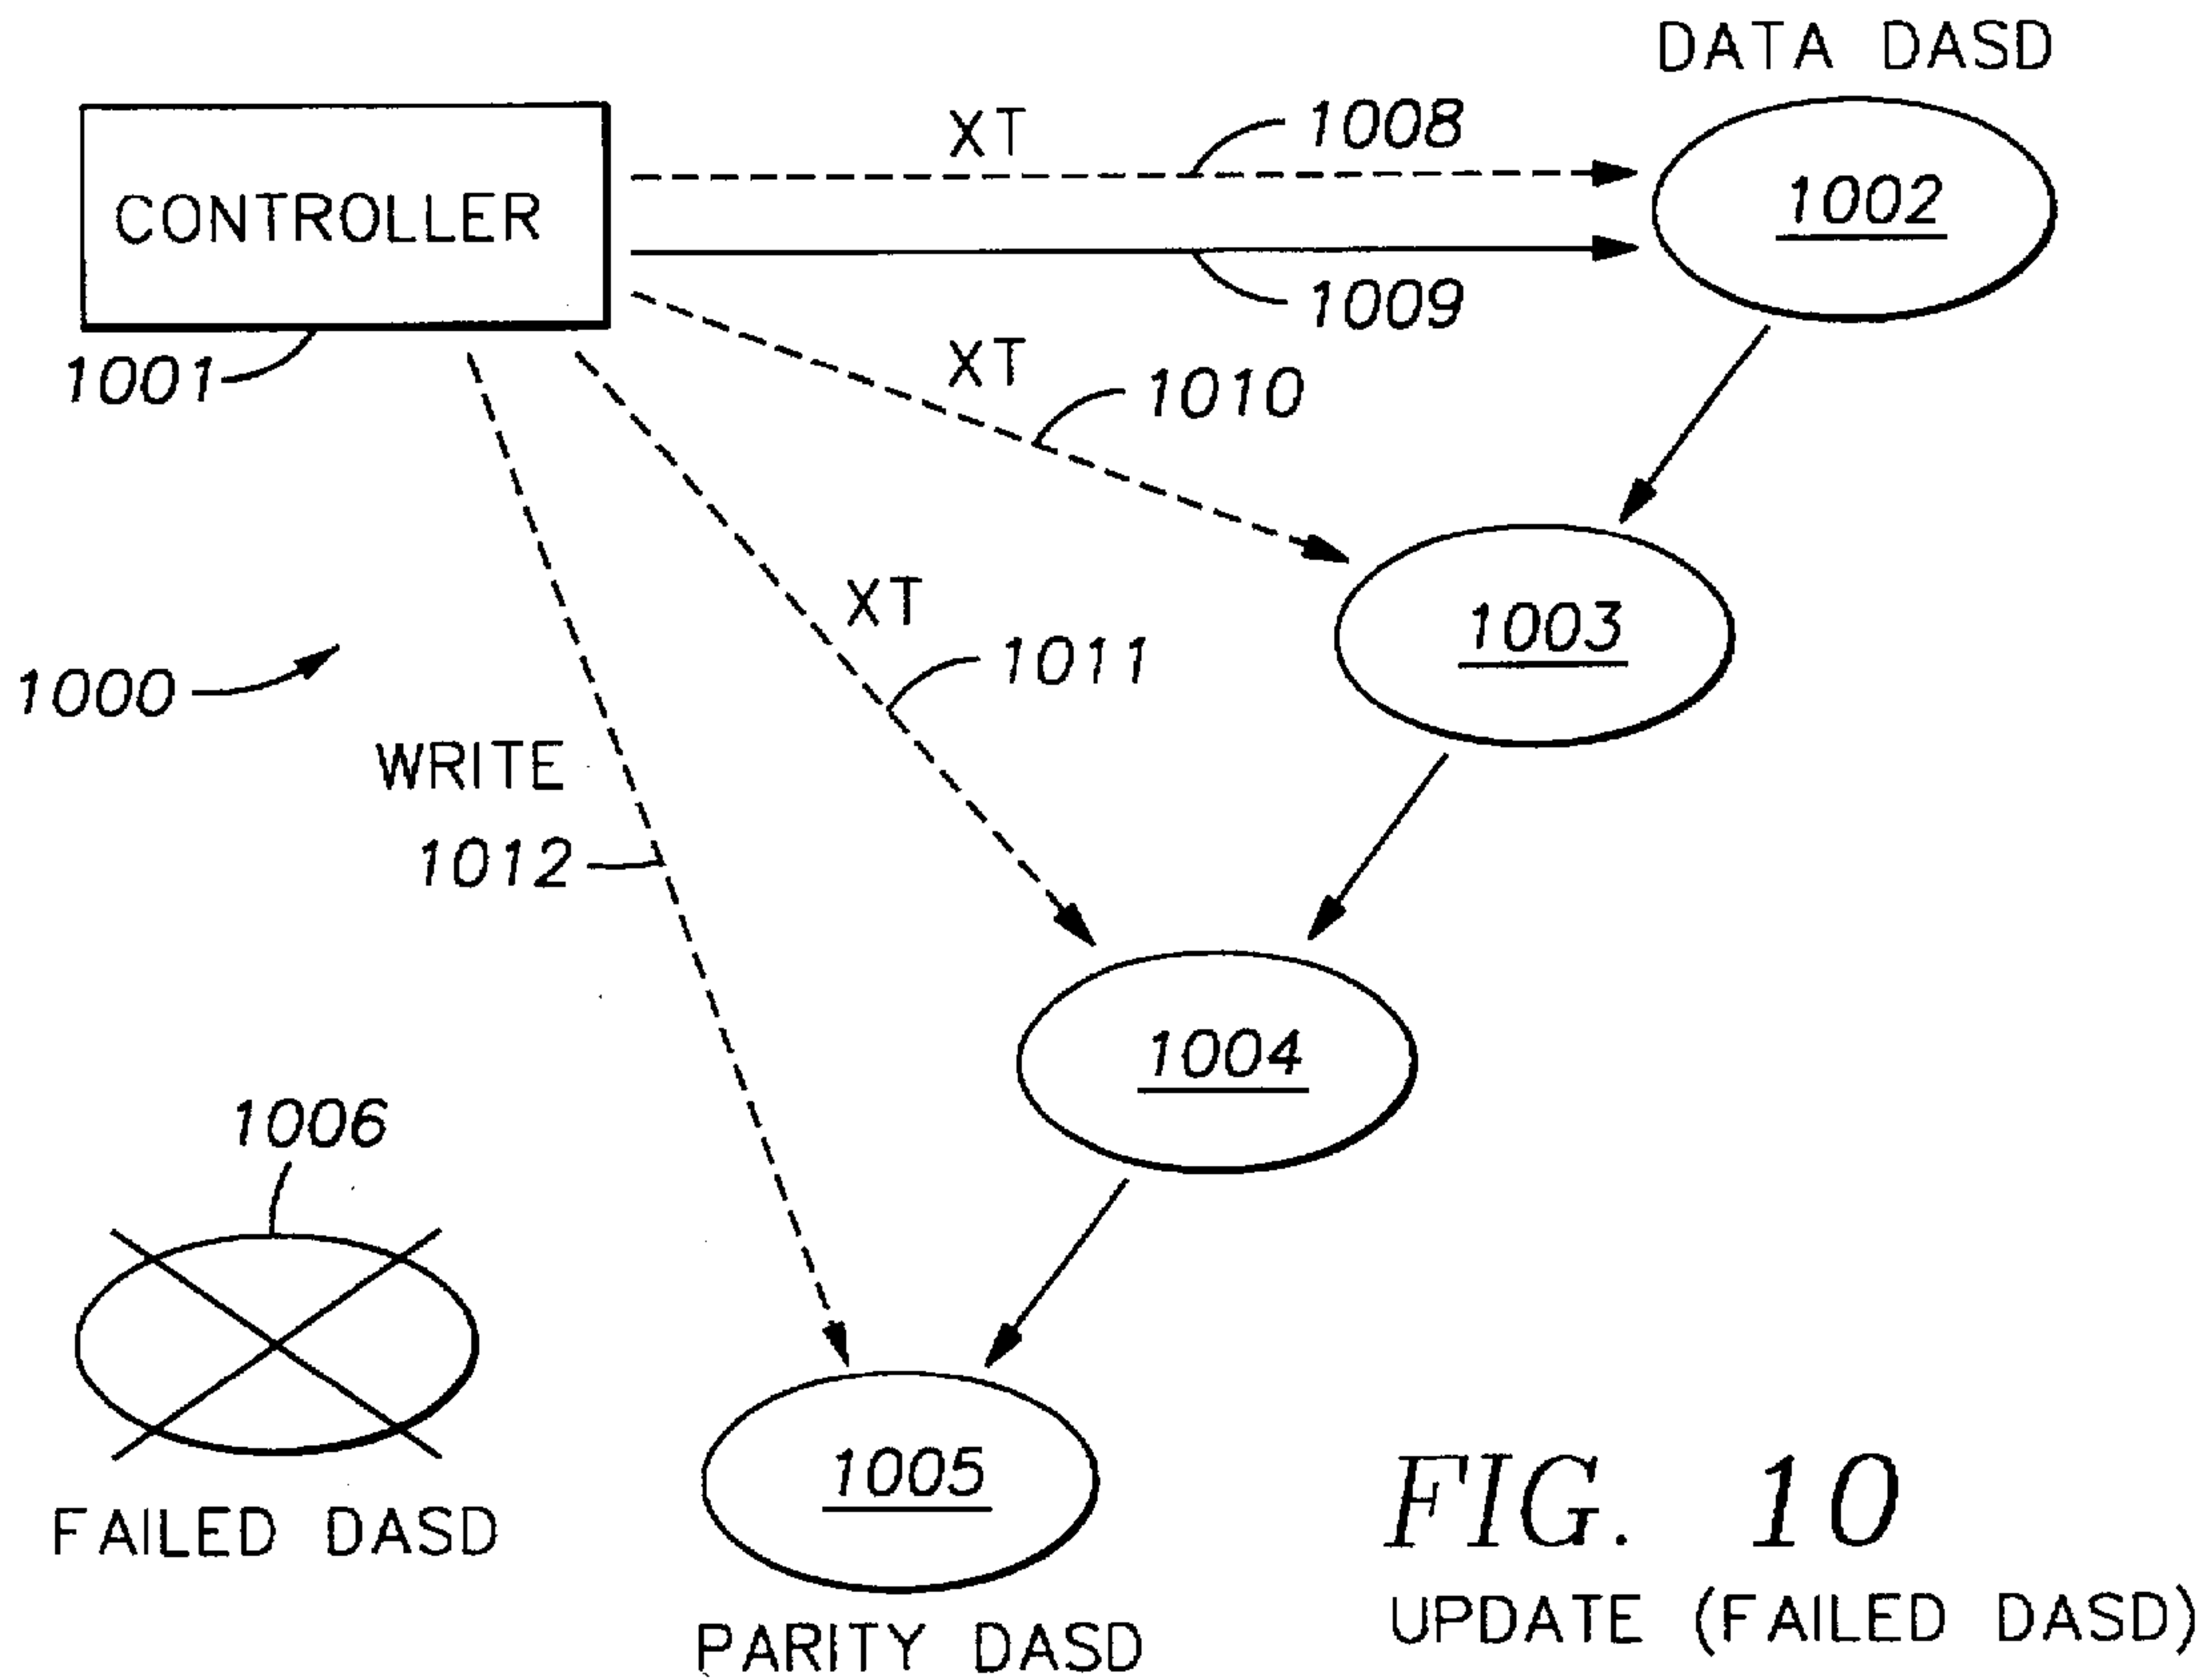 DATA DASD
XT
1008
CONTROLLER
1002
1009
1001
XT
1010
XT
1003
1011
1000
WRITE
1012
1004
1006
1005
FAILED DASD
FIG. 10
UPDATE (FAILED DASD)
PARITY DASD